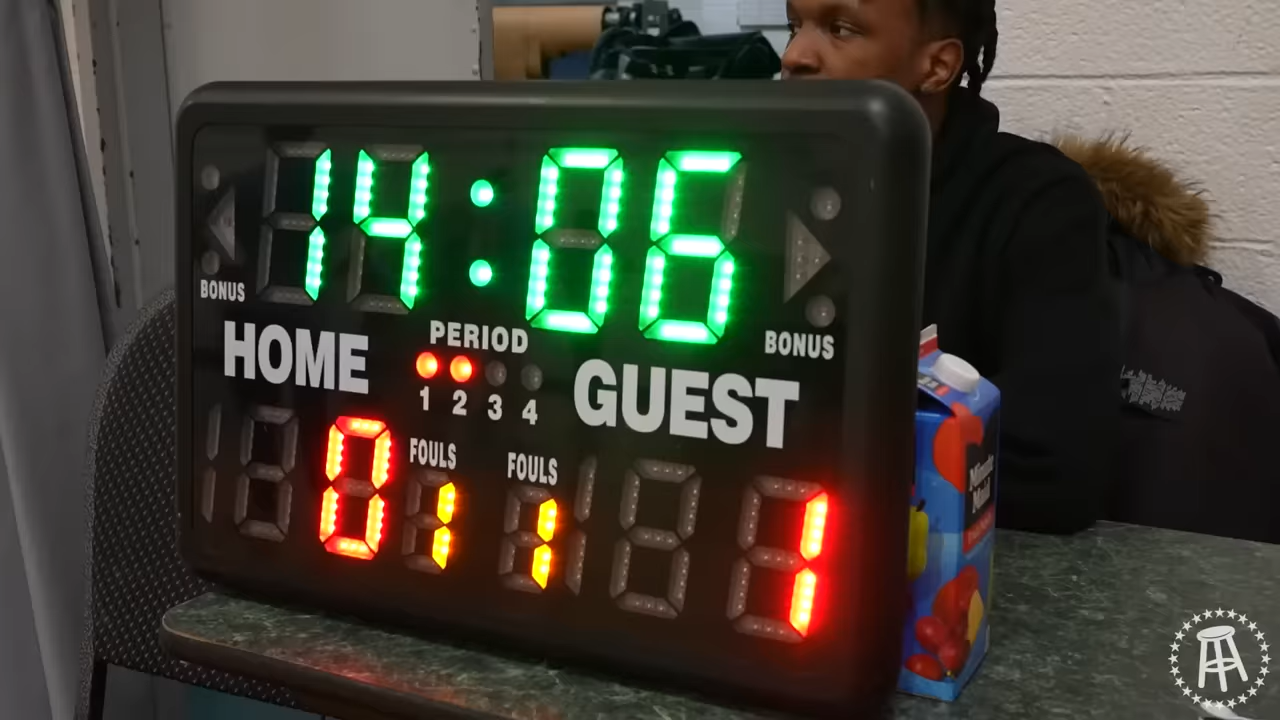 14:06
BONUS
BONUS
HOME
PERIOD
1 2 3 4
GUEST
0
FOULS
1
FOULS
1
1
Minute
Maid